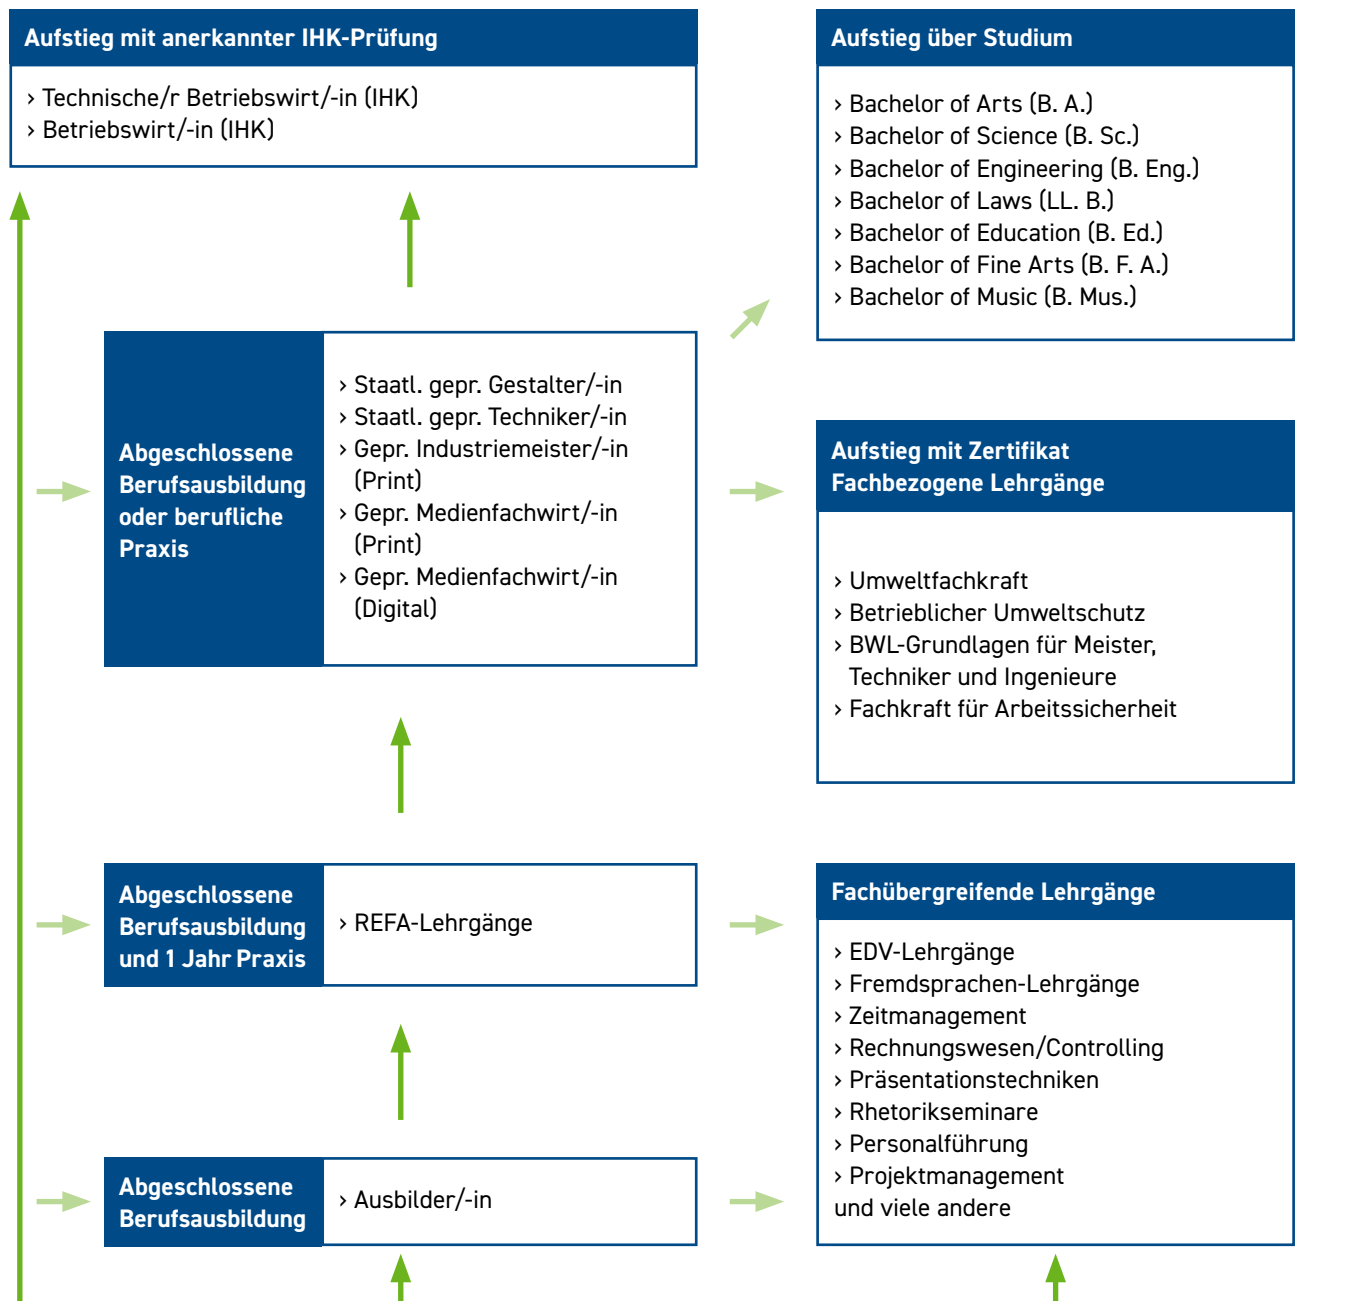 Aufstieg mit anerkannter IHK-Prüfung
› Technische/r Betriebswirt/-in (IHK)
› Betriebswirt/-in (IHK)
Aufstieg über Studium
› Bachelor of Arts (B. A.)
› Bachelor of Science (B. Sc.)
› Bachelor of Engineering (B. Eng.)
› Bachelor of Laws (LL. B.)
› Bachelor of Education (B. Ed.)
› Bachelor of Fine Arts (B. F. A.)
› Bachelor of Music (B. Mus.)
Abgeschlossene
Berufsausbildung
oder berufliche
Praxis
› Staatl. gepr. Gestalter/-in
› Staatl. gepr. Techniker/-in
› Gepr. Industriemeister/-in
(Print)
› Gepr. Medienfachwirt/-in
(Print)
› Gepr. Medienfachwirt/-in
(Digital)
Aufstieg mit Zertifikat
Fachbezogene Lehrgänge
› Umweltfachkraft
› Betrieblicher Umweltschutz
› BWL-Grundlagen für Meister,
Techniker und Ingenieure
› Fachkraft für Arbeitssicherheit
Abgeschlossene
Berufsausbildung
und 1 Jahr Praxis
› REFA-Lehrgänge
Fachübergreifende Lehrgänge
› EDV-Lehrgänge
› Fremdsprachen-Lehrgänge
› Zeitmanagement
› Rechnungswesen/Controlling
› Präsentationstechniken
› Rhetorikseminare
› Personalführung
› Projektmanagement
und viele andere
Abgeschlossene
Berufsausbildung
› Ausbilder/-in